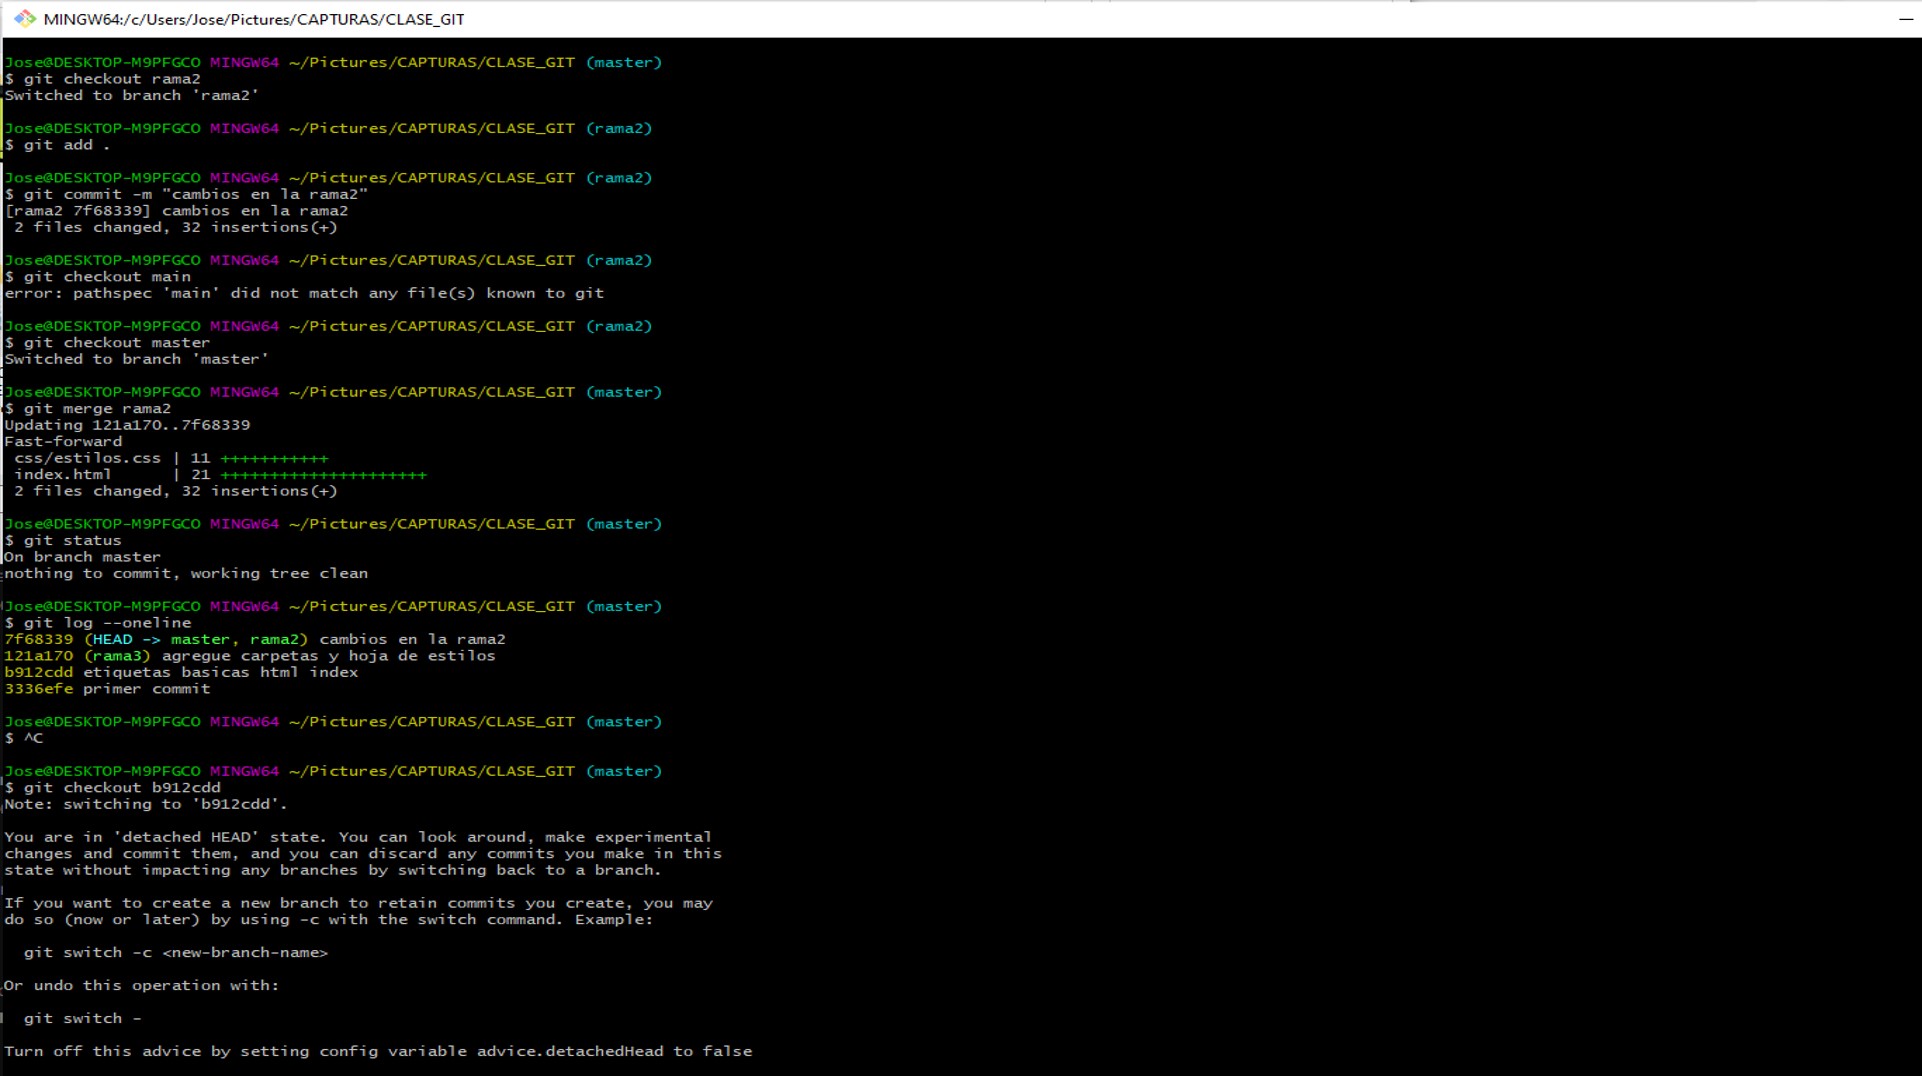 MINGW64:/c/Users/Jose/Pictures/CAPTURAS/CLASE_GIT
Jose@DESKTOP-M9PFGCO MINGW64 ~/Pictures/CAPTURAS/CLASE_GIT (master)
$ git checkout rama2
Switched to branch 'rama2'
Jose@DESKTOP-M9PFGCO MINGW64 ~/Pictures/CAPTURAS/CLASE_GIT (rama2)
$ git add .
Jose@DESKTOP-M9PFGCO MINGW64 ~/Pictures/CAPTURAS/CLASE_GIT (rama2)
$ git commit -m "cambios en la rama2"
[rama2 7f68339] cambios en la rama2
 2 files changed, 32 insertions(+)
Jose@DESKTOP-M9PFGCO MINGW64 ~/Pictures/CAPTURAS/CLASE_GIT (rama2)
$ git checkout main
error: pathspec 'main' did not match any file(s) known to git
Jose@DESKTOP-M9PFGCO MINGW64 ~/Pictures/CAPTURAS/CLASE_GIT (rama2)
$ git checkout master
Switched to branch 'master'
Jose@DESKTOP-M9PFGCO MINGW64 ~/Pictures/CAPTURAS/CLASE_GIT (master)
$ git merge rama2
Updating 121a170..7f68339
Fast-forward
 css/estilos.css | 11 +++++++++++
 index.html      | 21 +++++++++++++++++++++
 2 files changed, 32 insertions(+)
Jose@DESKTOP-M9PFGCO MINGW64 ~/Pictures/CAPTURAS/CLASE_GIT (master)
$ git status
On branch master
nothing to commit, working tree clean
Jose@DESKTOP-M9PFGCO MINGW64 ~/Pictures/CAPTURAS/CLASE_GIT (master)
$ git log --oneline
7f68339 (HEAD -> master, rama2) cambios en la rama2
121a170 (rama3) agregue carpetas y hoja de estilos
b912cdd etiquetas basicas html index
3336efe primer commit
Jose@DESKTOP-M9PFGCO MINGW64 ~/Pictures/CAPTURAS/CLASE_GIT (master)
$ ^C
Jose@DESKTOP-M9PFGCO MINGW64 ~/Pictures/CAPTURAS/CLASE_GIT (master)
$ git checkout b912cdd
Note: switching to 'b912cdd'.
You are in 'detached HEAD' state. You can look around, make experimental
changes and commit them, and you can discard any commits you make in this
state without impacting any branches by switching back to a branch.
If you want to create a new branch to retain commits you create, you may
do so (now or later) by using -c with the switch command. Example:
  git switch -c <new-branch-name>
Or undo this operation with:
  git switch -
Turn off this advice by setting config variable advice.detachedHead to false